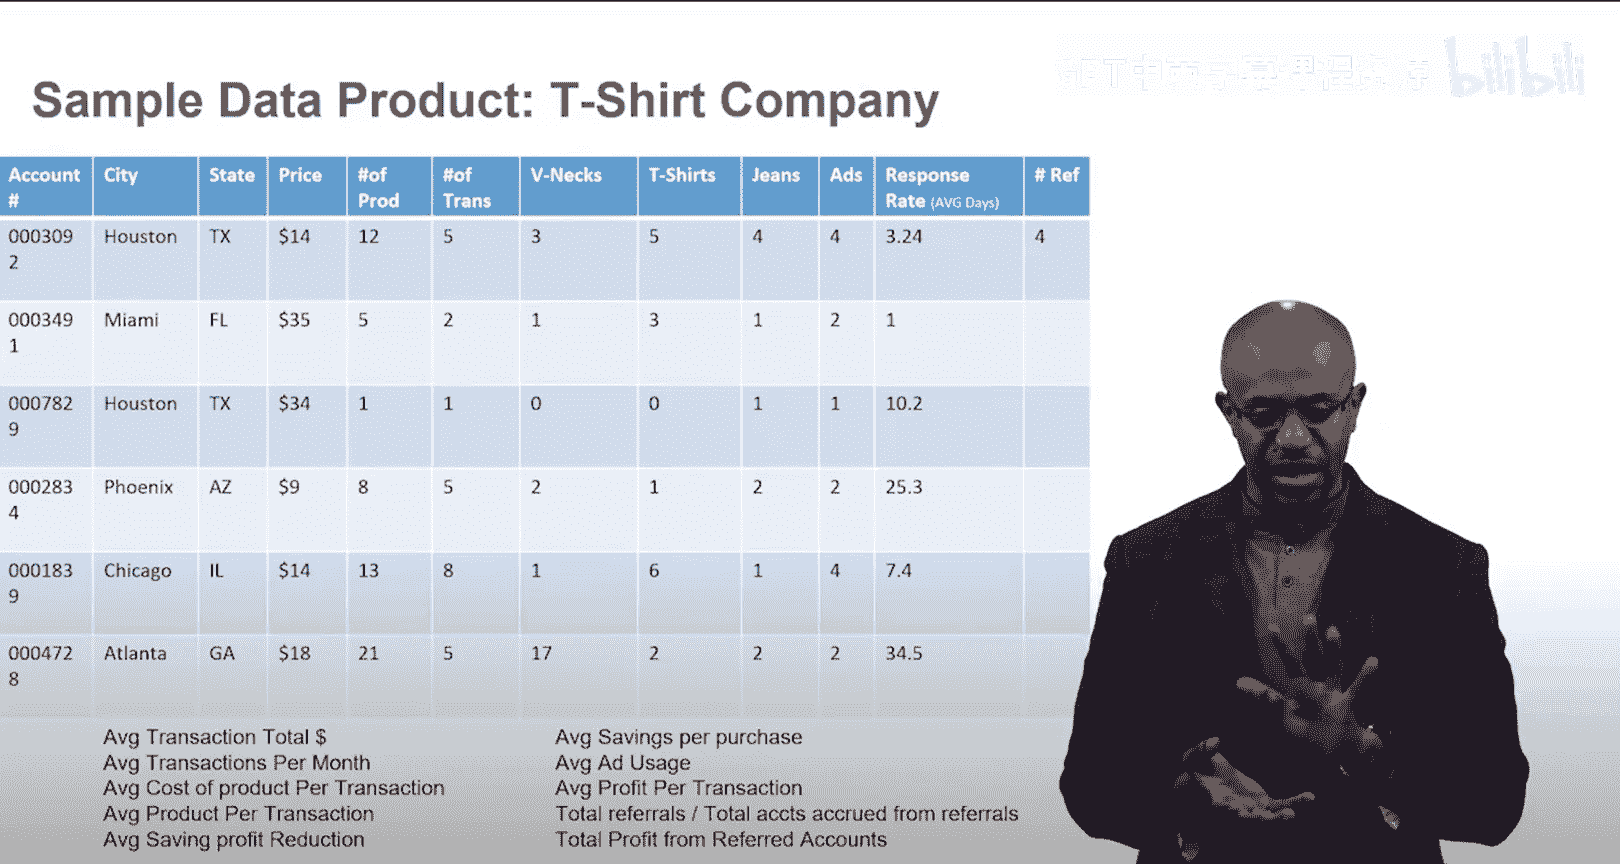 bilibili
Sample Data Product: T-Shirt Company
Account # City State Price #of Prod #of Trans V-Necks T-Shirts Jeans Ads Response Rate (AVG Days) # Ref
0003092 Houston TX $14 12 5 3 5 4 4 3.24 4
0003491 Miami FL $35 5 2 1 3 1 2 1
0007829 Houston TX $34 1 1 0 0 1 1 10.2
0002834 Phoenix AZ $9 8 5 2 1 2 2 25.3
0001839 Chicago IL $14 13 8 1 6 1 4 7.4
0004728 Atlanta GA $18 21 5 17 2 2 2 34.5
Avg Transaction Total $
Avg Transactions Per Month
Avg Cost of product Per Transaction
Avg Product Per Transaction
Avg Saving profit Reduction
Avg Savings per purchase
Avg Ad Usage
Avg Profit Per Transaction
Total referrals / Total accts accrued from referrals
Total Profit from Referred Accounts